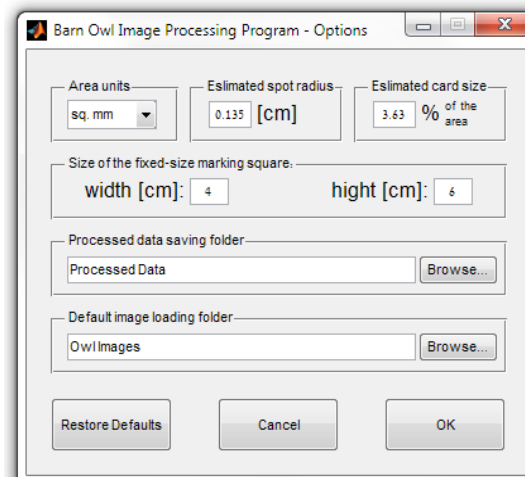 Barn Owl Image Processing Program - Options
Area units
Eslimated spot radius
Eslimated card size
sq. mm
0.135 [cm]
3.63 % of the area
Size of the fixed-size marking square:
width [cm]: 4
hight [cm]: 6
Processed data saving folder
Processed Data
Browse...
Default image loading folder
Owl Images
Browse...
Restore Defaults
Cancel
OK